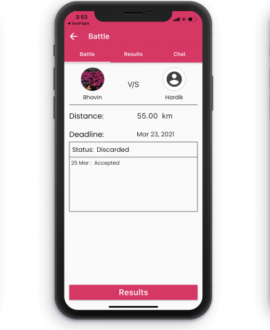 3:53
◀ TestFlight
← Battle
Battle Results Chat
V/S
Bhavin Hardik
Distance: 55.00 km
Deadline: Mar 23, 2021
Status: Discarded
25 Mar : Accepted
Results